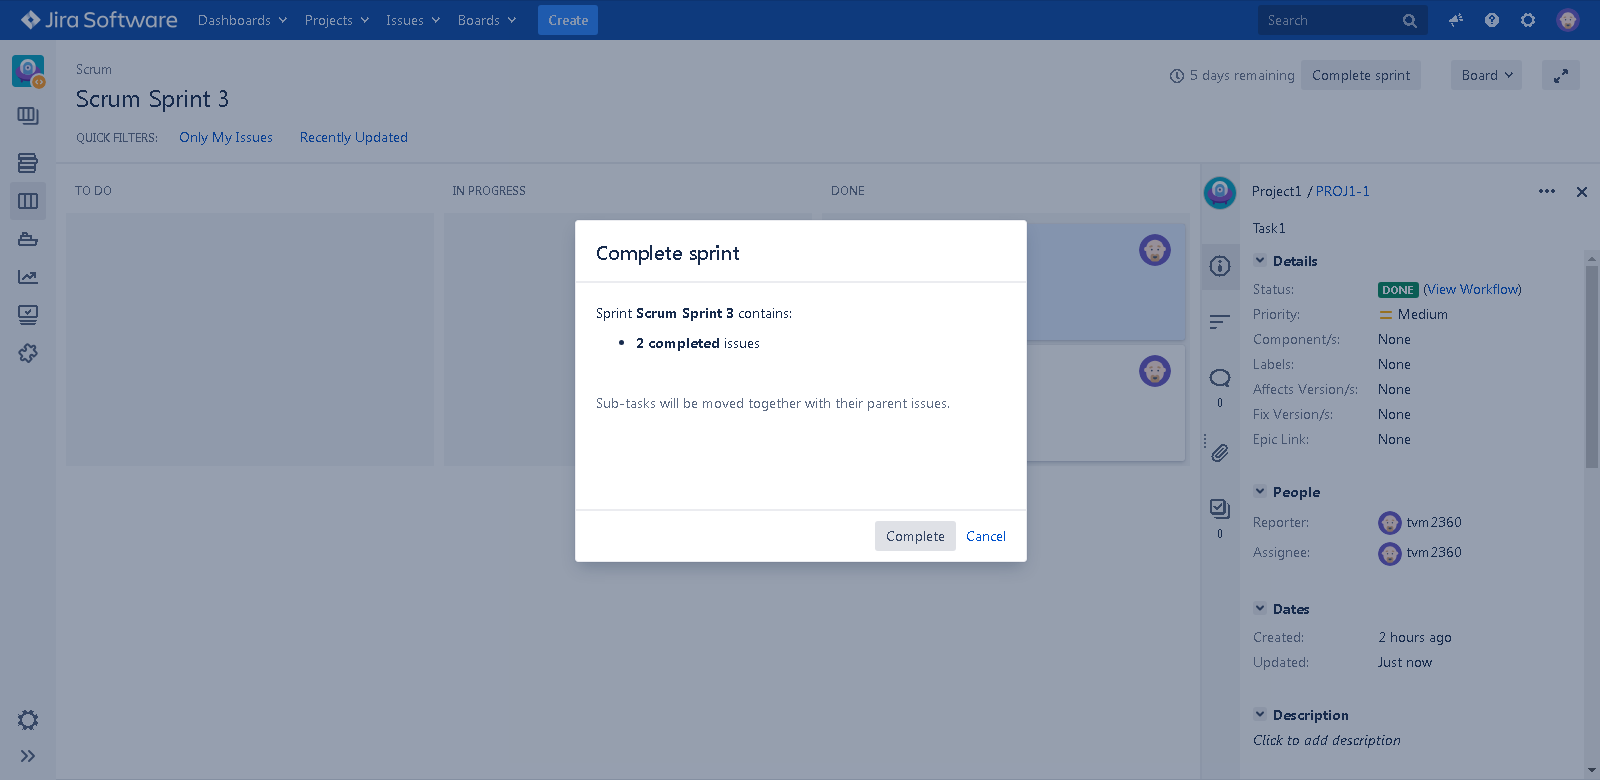 Jira Software Dashboards Projects Issues Boards Create Search
Scrum
Scrum Sprint 3
5 days remaining Complete sprint Board
QUICK FILTERS: Only My Issues Recently Updated
TO DO IN PROGRESS DONE
Complete sprint
Sprint Scrum Sprint 3 contains:
• 2 completed issues
Sub-tasks will be moved together with their parent issues.
Complete Cancel
Project1 / PROJ1-1
Task1
Details
Status: DONE (View Workflow)
Priority: Medium
Component/s: None
Labels: None
Affects Version/s: None
0
Fix Version/s: None
Epic Link: None
People
Reporter: tvm2360
0
Assignee: tvm2360
Dates
Created: 2 hours ago
Updated: Just now
Description
Click to add description